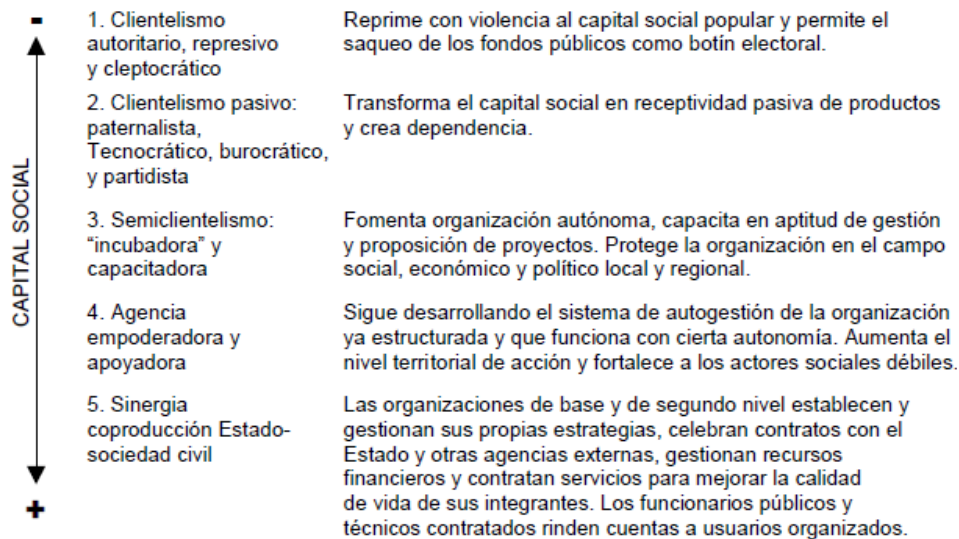 -
CAPITAL SOCIAL
+
1. Clientelismo
autoritario, represivo
y cleptocrático
Reprime con violencia al capital social popular y permite el
saqueo de los fondos públicos como botín electoral.
2. Clientelismo pasivo:
paternalista,
Tecnocrático, burocrático,
y partidista
Transforma el capital social en receptividad pasiva de productos
y crea dependencia.
3. Semiclientelismo:
“incubadora” y
capacitadora
Fomenta organización autónoma, capacita en aptitud de gestión
y proposición de proyectos. Protege la organización en el campo
social, económico y político local y regional.
4. Agencia
empoderadora y
apoyadora
Sigue desarrollando el sistema de autogestión de la organización
ya estructurada y que funciona con cierta autonomía. Aumenta el
nivel territorial de acción y fortalece a los actores sociales débiles.
5. Sinergia
coproducción Estado-
sociedad civil
Las organizaciones de base y de segundo nivel establecen y
gestionan sus propias estrategias, celebran contratos con el
Estado y otras agencias externas, gestionan recursos
financieros y contratan servicios para mejorar la calidad
de vida de sus integrantes. Los funcionarios públicos y
técnicos contratados rinden cuentas a usuarios organizados.